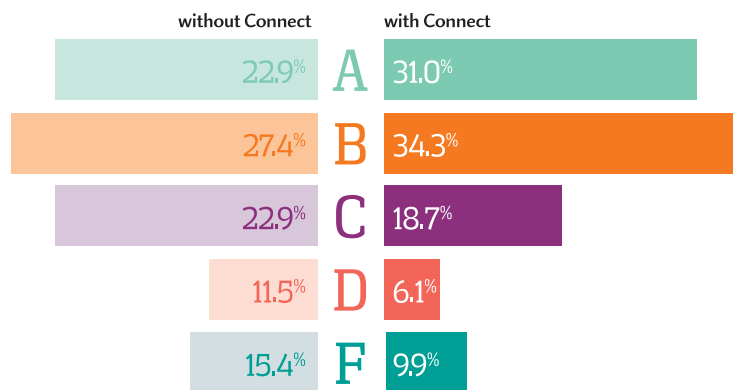 without Connect with Connect
22.9% A 31.0%
27.4% B 34.3%
22.9% C 18.7%
11.5% D 6.1%
15.4% F 9.9%